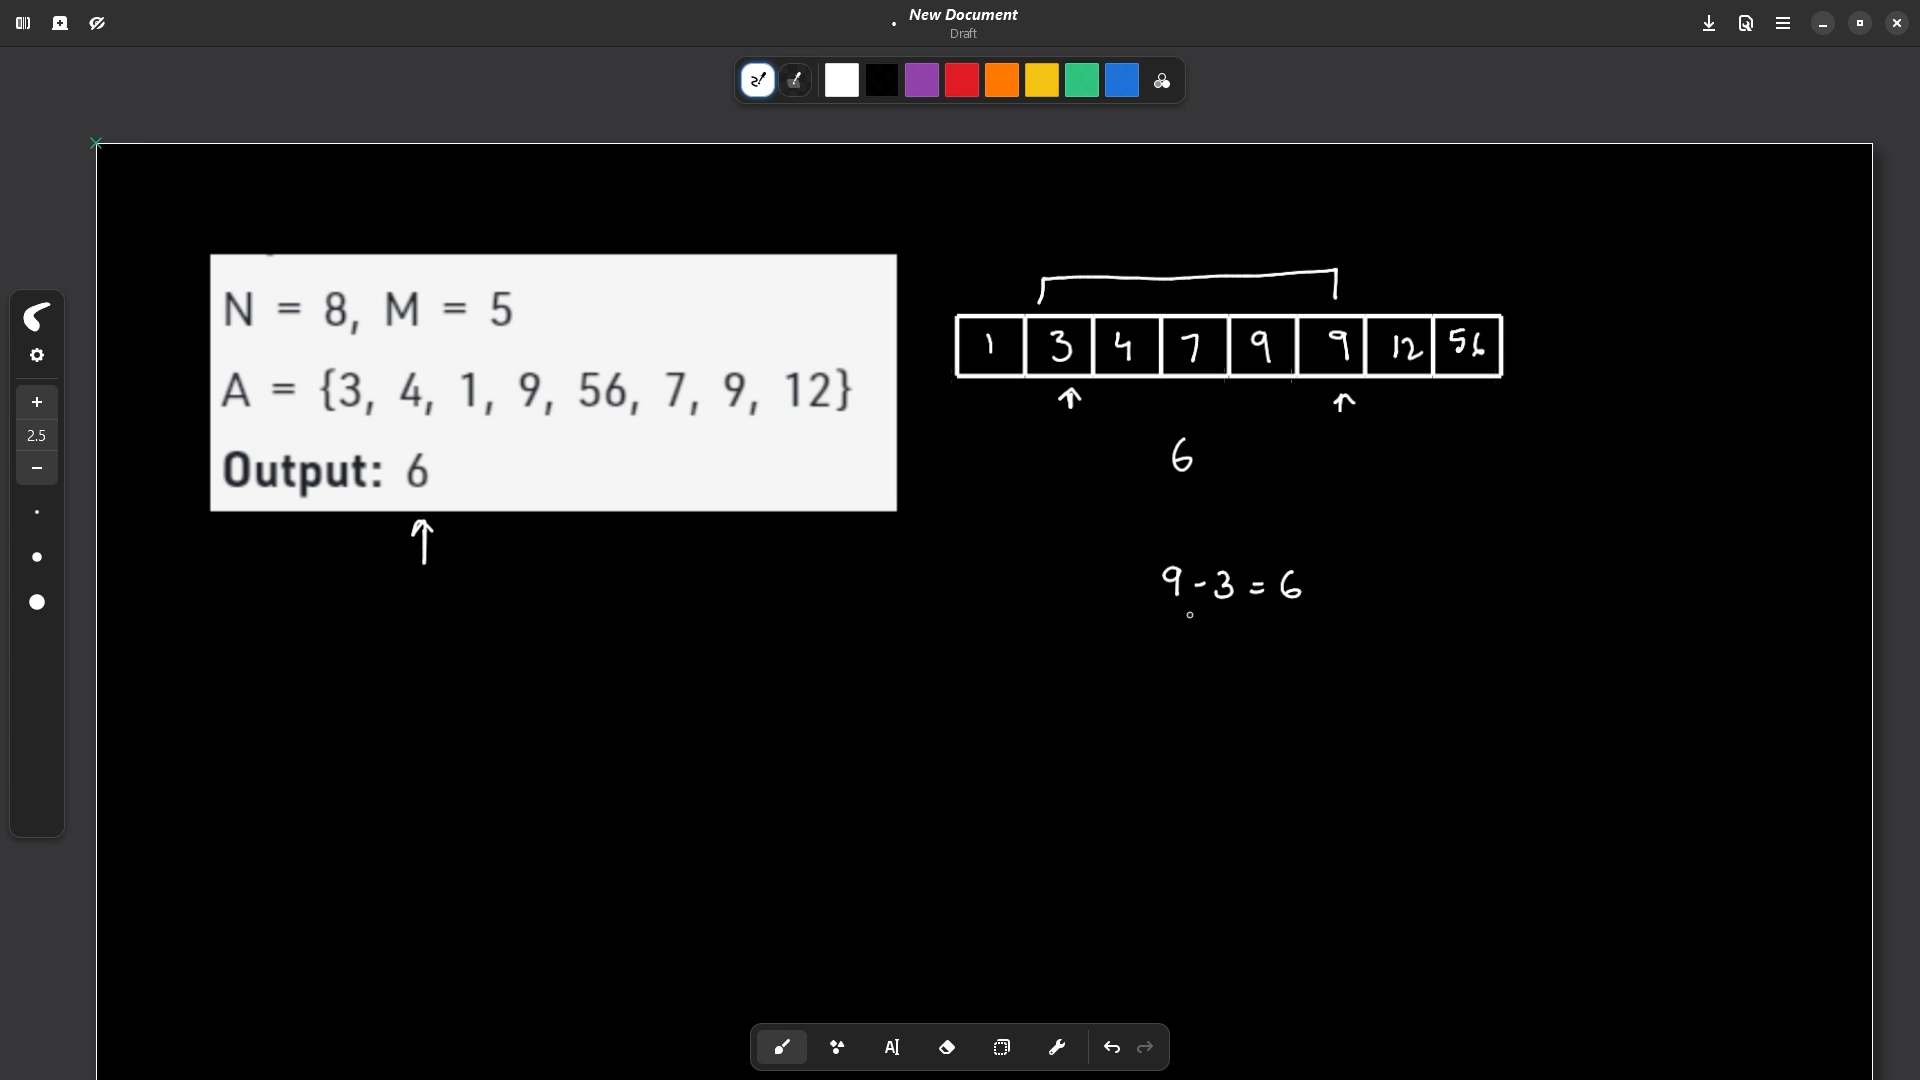 New Document
Draft
N = 8, M = 5
A = {3, 4, 1, 9, 56, 7, 9, 12}
Output: 6
1 3 4 7 9 9 12 56
6
9 - 3 = 6
2.5